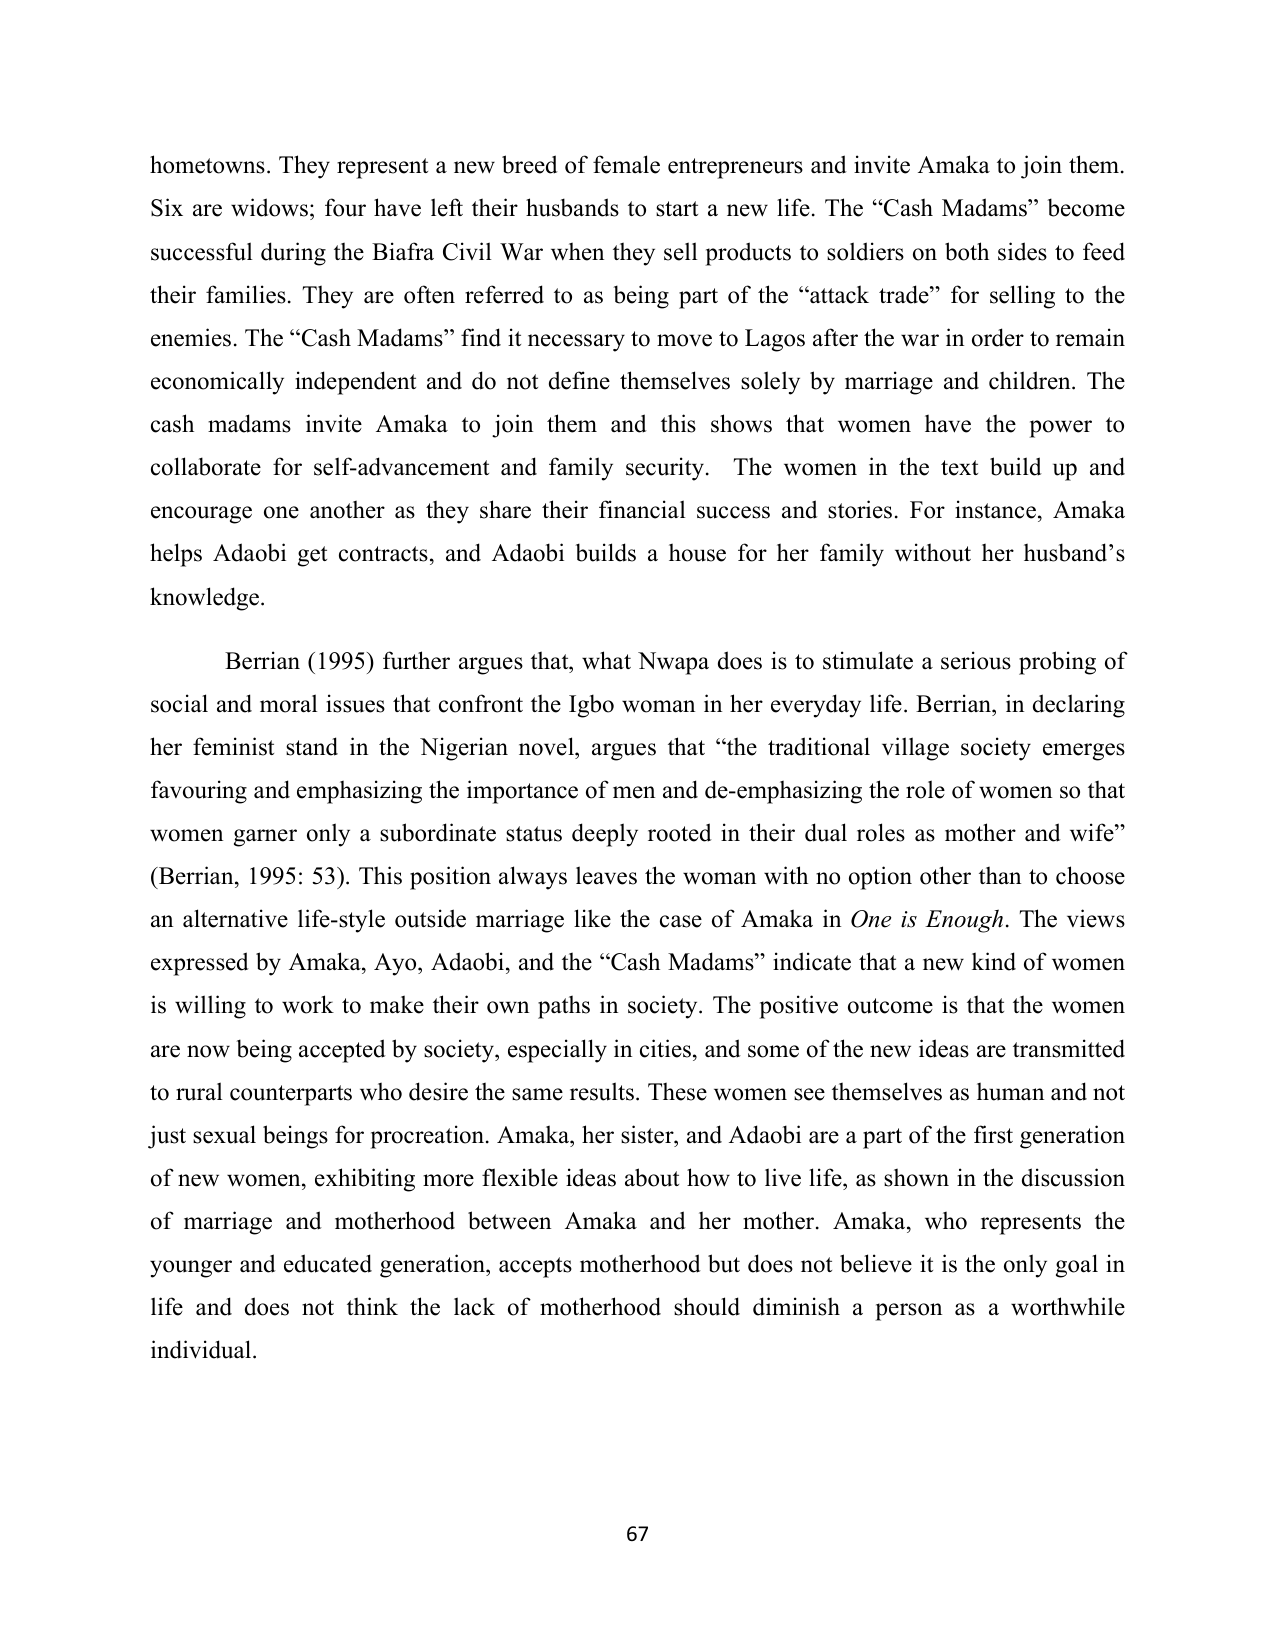 hometowns. They represent a new breed of female entrepreneurs and invite Amaka to join them.
Six are widows; four have left their husbands to start a new life. The “Cash Madams” become
successful during the Biafra Civil War when they sell products to soldiers on both sides to feed
their families. They are often referred to as being part of the “attack trade” for selling to the
enemies. The “Cash Madams” find it necessary to move to Lagos after the war in order to remain
economically independent and do not define themselves solely by marriage and children. The
cash madams invite Amaka to join them and this shows that women have the power to
collaborate for self-advancement and family security.  The women in the text build up and
encourage one another as they share their financial success and stories. For instance, Amaka
helps Adaobi get contracts, and Adaobi builds a house for her family without her husband’s
knowledge.
Berrian (1995) further argues that, what Nwapa does is to stimulate a serious probing of
social and moral issues that confront the Igbo woman in her everyday life. Berrian, in declaring
her feminist stand in the Nigerian novel, argues that “the traditional village society emerges
favouring and emphasizing the importance of men and de-emphasizing the role of women so that
women garner only a subordinate status deeply rooted in their dual roles as mother and wife”
(Berrian, 1995: 53). This position always leaves the woman with no option other than to choose
an alternative life-style outside marriage like the case of Amaka in One is Enough. The views
expressed by Amaka, Ayo, Adaobi, and the “Cash Madams” indicate that a new kind of women
is willing to work to make their own paths in society. The positive outcome is that the women
are now being accepted by society, especially in cities, and some of the new ideas are transmitted
to rural counterparts who desire the same results. These women see themselves as human and not
just sexual beings for procreation. Amaka, her sister, and Adaobi are a part of the first generation
of new women, exhibiting more flexible ideas about how to live life, as shown in the discussion
of marriage and motherhood between Amaka and her mother. Amaka, who represents the
younger and educated generation, accepts motherhood but does not believe it is the only goal in
life and does not think the lack of motherhood should diminish a person as a worthwhile
individual.
67